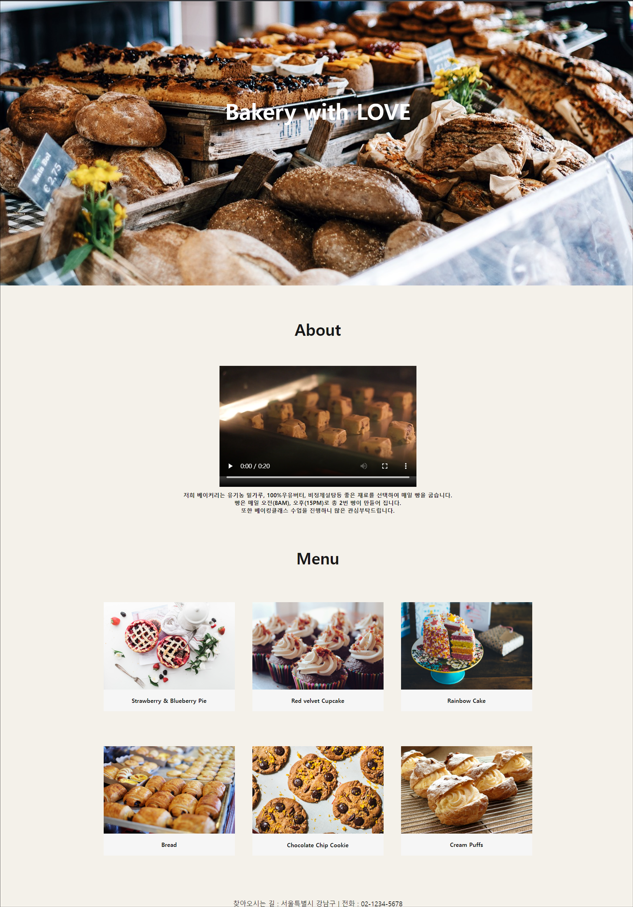 Bakery with LOVE
€ 2.75
About
0:00 / 0:20
저희 베이커리는 유기농 밀가루, 100%우유버터, 비정제설탕등 좋은 재료를 선택하여 매일 빵을 굽습니다.
빵은 매일 오전(8AM), 오후(15PM)로 총 2번 빵이 만들어 집니다.
또한 베이킹클래스 수업을 진행하니 많은 관심부탁드립니다.
Menu
Strawberry & Blueberry Pie
Red velvet Cupcake
Rainbow Cake
Bread
Chocolate Chip Cookie
Cream Puffs
찾아오시는 길 : 서울특별시 강남구 | 전화 : 02-1234-5678